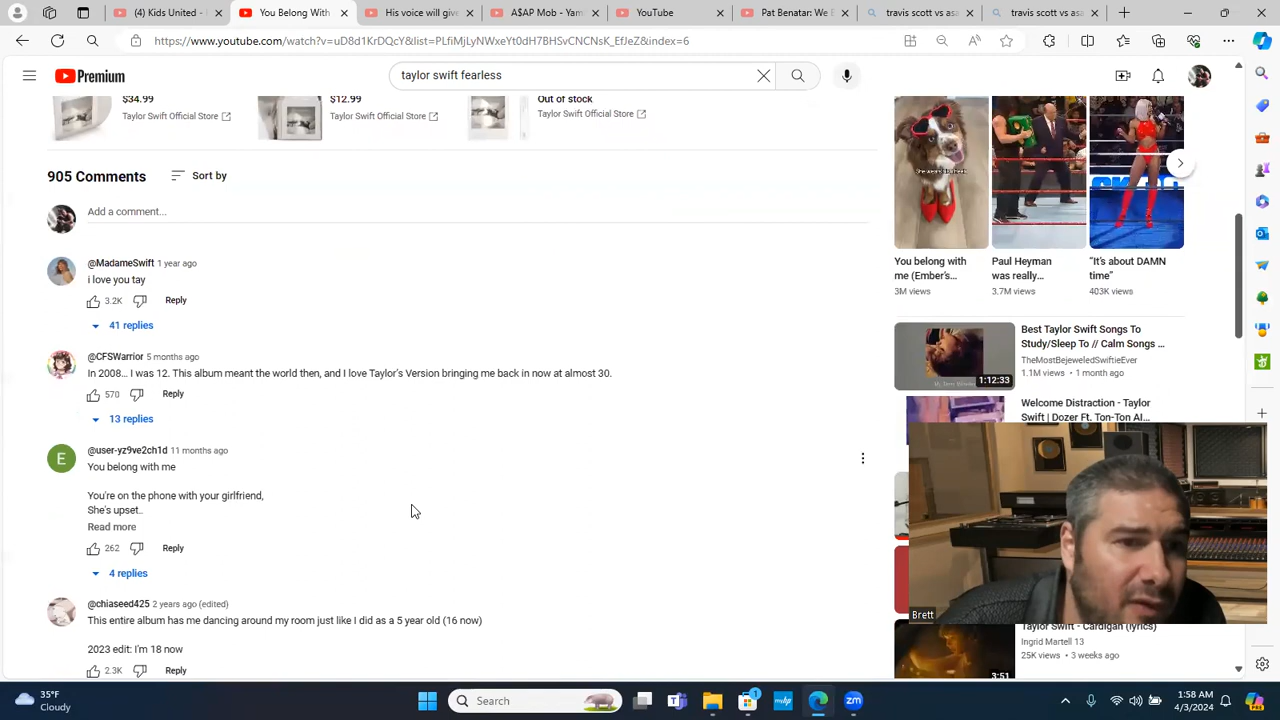 (4) Kids United -
You Belong With
His voice will give
A$AP Mob - Yam
YouTube
Pat Benatar: We B
travis scott vs asa
travis scott vs asa
https://www.youtube.com/watch?v=uD8d1KrDQcY&list=PLfiMjLyNWxeYt0dH7BHSvCNCNsK_EfJeZ&index=6
Premium
taylor swift fearless
$34.99
Taylor Swift Official Store
$12.99
Taylor Swift Official Store
Out of stock
Taylor Swift Official Store
905 Comments
Sort by
Add a comment...
@MadameSwift 1 year ago
i love you tay
3.2K
Reply
41 replies
@CFSWarrior 5 months ago
In 2008... I was 12. This album meant the world then, and I love Taylor's Version bringing me back in now at almost 30.
570
Reply
13 replies
E
@user-yz9ve2ch1d 11 months ago
You belong with me
You're on the phone with your girlfriend,
She's upset..
Read more
262
Reply
4 replies
@chiaseed425 2 years ago (edited)
This entire album has me dancing around my room just like I did as a 5 year old (16 now)
2023 edit: I'm 18 now
2.3K
Reply
You belong with
me (Ember's...
3M views
Paul Heyman
was really...
3.7M views
"It's about DAMN
time"
403K views
1:12:33
Best Taylor Swift Songs To
Study/Sleep To // Calm Songs ...
TheMostBejeweledSwiftieEver
1.1M views • 1 month ago
Welcome Distraction - Taylor
Swift | Dozer Ft. Ton-Ton AI...
Brett
3:51
Taylor Swift - Cardigan (lyrics)
Ingrid Martell 13
25K views • 3 weeks ago
35°F
Cloudy
Search
1:58 AM
4/3/2024